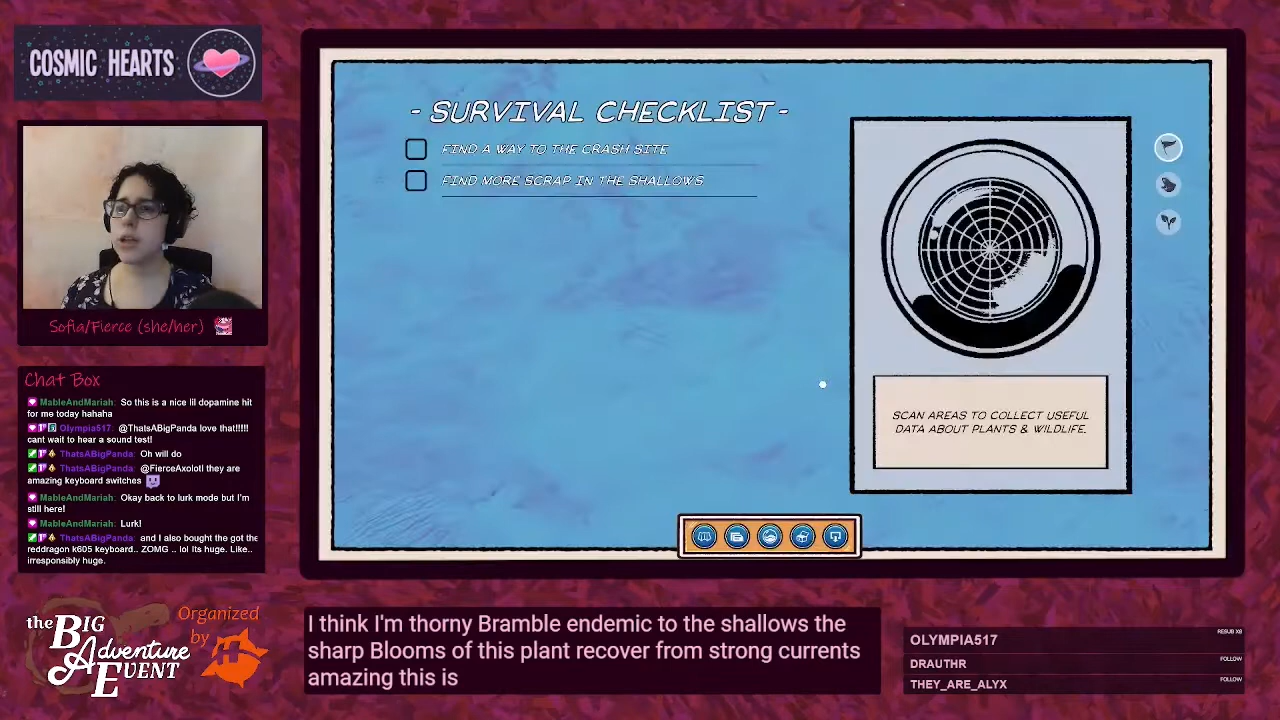 COSMIC HEARTS
Sofia/Fierce (she/her)
Chat Box
MableAndMariah: So this is a nice lil dopamine hit
for me today hahaha
Olympia517: @ThatsABigPanda love that!!!!!
cant wait to hear a sound test!
ThatsABigPanda: Oh will do
ThatsABigPanda: @FierceAxolotl they are
amazing keyboard switches
MableAndMariah: Okay back to lurk mode but I'm
still here!
MableAndMariah: Lurk!
ThatsABigPanda: and I also bought the got the
reddragon k605 keyboard.. ZOMG .. lol Its huge. Like..
irresponsibly huge.
the BIG
Adventure
EVENT
Organized
by
- SURVIVAL CHECKLIST -
FIND A WAY TO THE CRASH SITE
FIND MORE SCRAP IN THE SHALLOWS
SCAN AREAS TO COLLECT USEFUL
DATA ABOUT PLANTS & WILDLIFE.
I think I'm thorny Bramble endemic to the shallows the
sharp Blooms of this plant recover from strong currents
amazing this is
OLYMPIA517 RESUB X8
DRAUTHR FOLLOW
THEY_ARE_ALYX FOLLOW